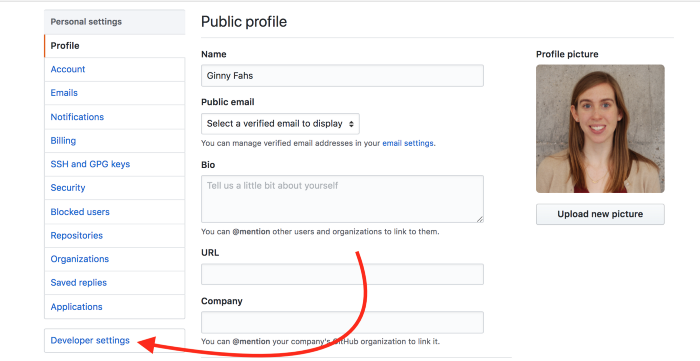 Personal settings
Profile
Account
Emails
Notifications
Billing
SSH and GPG keys
Security
Blocked users
Repositories
Organizations
Saved replies
Applications
Developer settings
Public profile
Name
Ginny Fahs
Public email
Select a verified email to display
You can manage verified email addresses in your email settings.
Bio
Tell us a little bit about yourself
You can @mention other users and organizations to link to them.
URL
Company
You can @mention your company's GitHub organization to link it.
Profile picture
Upload new picture